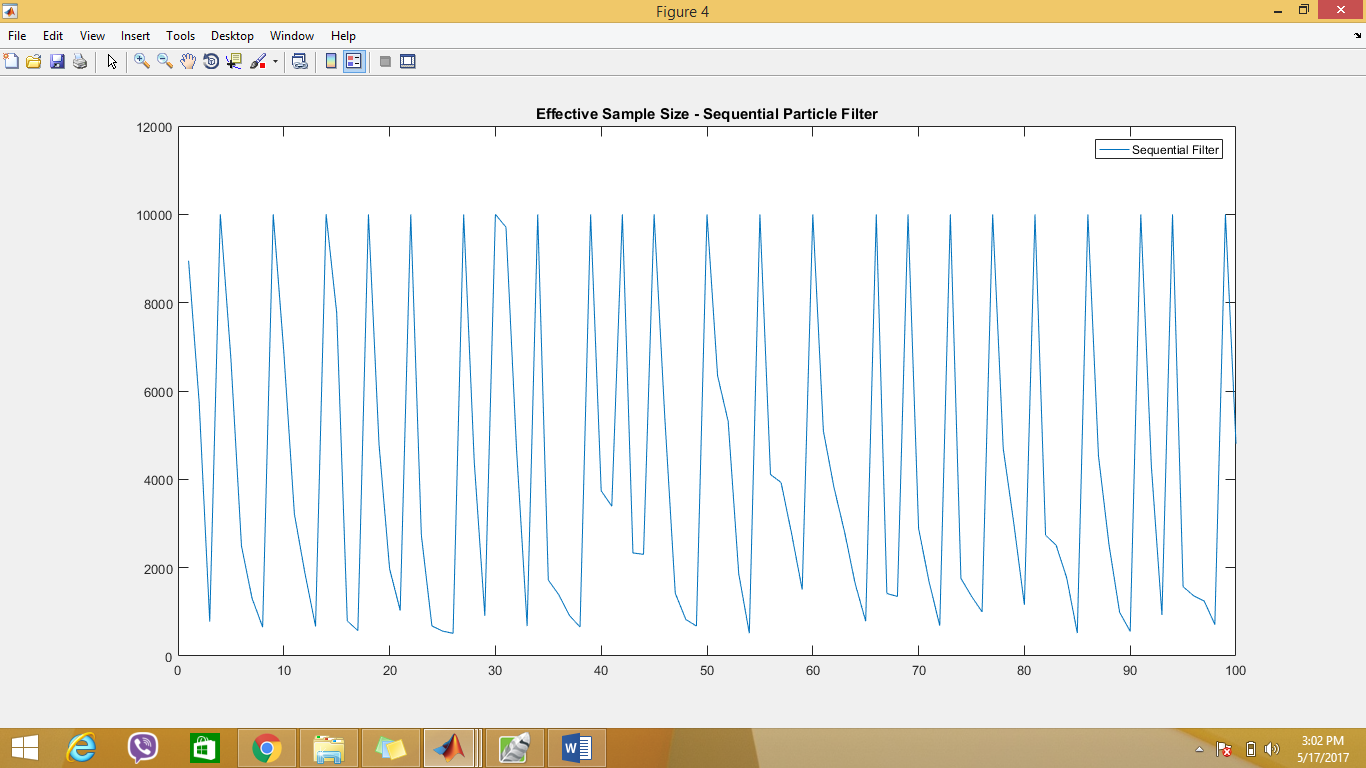 Figure 4
File Edit View Insert Tools Desktop Window Help
Effective Sample Size - Sequential Particle Filter
12000
Sequential Filter
10000
8000
6000
4000
2000
0
0 10 20 30 40 50 60 70 80 90 100
3:02 PM
5/17/2017